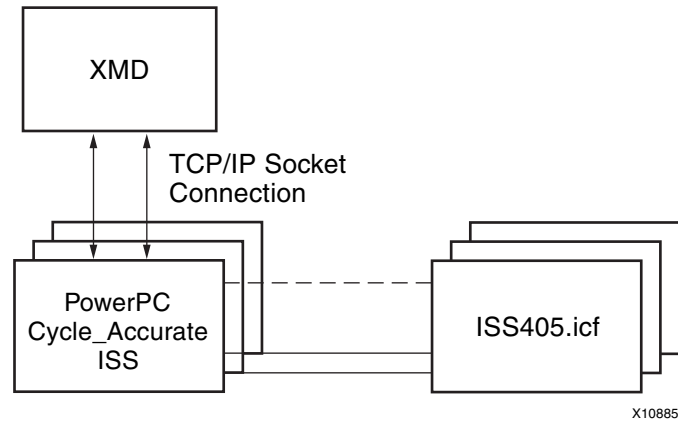 XMD
TCP/IP Socket
Connection
PowerPC
Cycle_Accurate
ISS
ISS405.icf
X10885